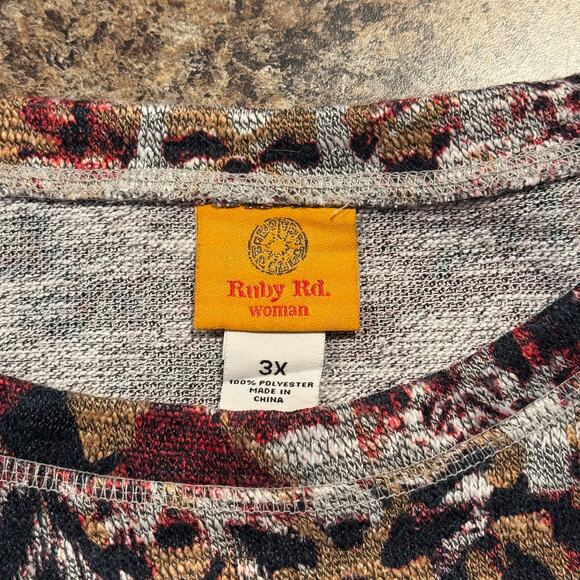 Ruby Rd.
woman
3X
100% POLYESTER
MADE IN
CHINA